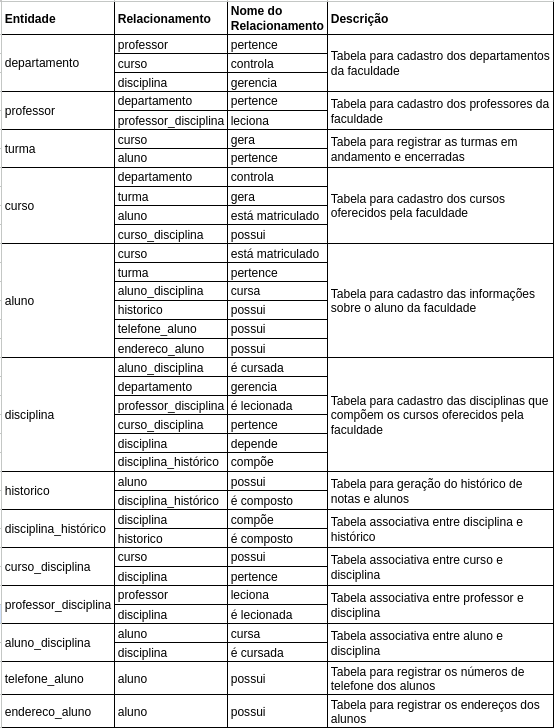 Entidade Relacionamento Nome do Relacionamento Descrição
departamento professor pertence Tabela para cadastro dos departamentos
curso controla da faculdade
disciplina gerencia
professor departamento pertence Tabela para cadastro dos professores da
professor_disciplina leciona faculdade
turma curso gera Tabela para registrar as turmas em
aluno pertence andamento e encerradas
curso departamento controla Tabela para cadastro dos cursos
turma gera oferecidos pela faculdade
aluno está matriculado
curso_disciplina possui
aluno curso está matriculado Tabela para cadastro das informações
turma pertence sobre o aluno da faculdade
aluno_disciplina cursa
historico possui
telefone_aluno possui
endereco_aluno possui
disciplina aluno_disciplina é cursada Tabela para cadastro das disciplinas que
departamento gerencia compõem os cursos oferecidos pela
professor_disciplina é lecionada faculdade
curso_disciplina pertence
disciplina depende
disciplina_histórico compõe
historico aluno possui Tabela para geração do histórico de
disciplina_histórico é composto notas e alunos
disciplina_histórico disciplina compõe Tabela associativa entre disciplina e
historico é composto histórico
curso_disciplina curso possui Tabela associativa entre curso e
disciplina pertence disciplina
professor_disciplina professor leciona Tabela associativa entre professor e
disciplina é lecionada disciplina
aluno_disciplina aluno cursa Tabela associativa entre aluno e
disciplina é cursada disciplina
telefone_aluno aluno possui Tabela para registrar os números de
telefone dos alunos
endereco_aluno aluno possui Tabela para registrar os endereços dos
alunos